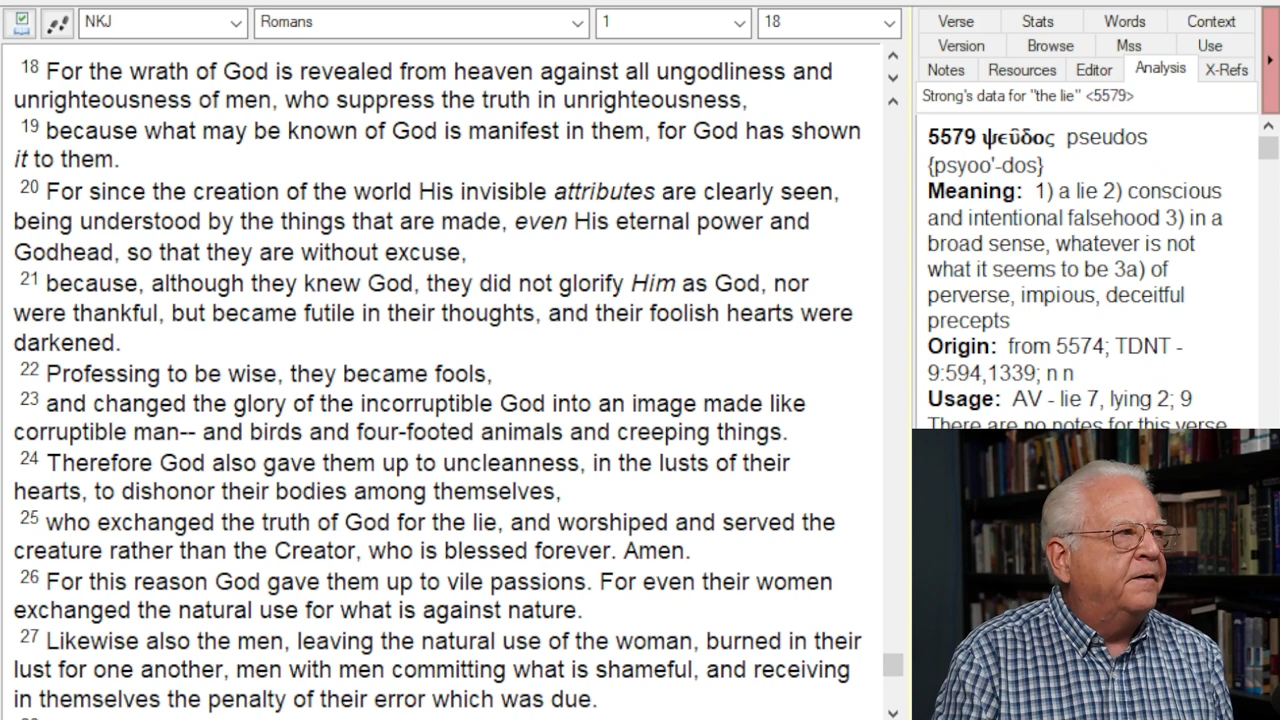 NKJ Romans 1 18
18 For the wrath of God is revealed from heaven against all ungodliness and
unrighteousness of men, who suppress the truth in unrighteousness,
19 because what may be known of God is manifest in them, for God has shown
it to them.
20 For since the creation of the world His invisible attributes are clearly seen,
being understood by the things that are made, even His eternal power and
Godhead, so that they are without excuse,
21 because, although they knew God, they did not glorify Him as God, nor
were thankful, but became futile in their thoughts, and their foolish hearts were
darkened.
22 Professing to be wise, they became fools,
23 and changed the glory of the incorruptible God into an image made like
corruptible man-- and birds and four-footed animals and creeping things.
24 Therefore God also gave them up to uncleanness, in the lusts of their
hearts, to dishonor their bodies among themselves,
25 who exchanged the truth of God for the lie, and worshiped and served the
creature rather than the Creator, who is blessed forever. Amen.
26 For this reason God gave them up to vile passions. For even their women
exchanged the natural use for what is against nature.
27 Likewise also the men, leaving the natural use of the woman, burned in their
lust for one another, men with men committing what is shameful, and receiving
in themselves the penalty of their error which was due.
Verse Stats Words Context
Version Browse Mss Use
Notes Resources Editor Analysis X-Refs
Strong's data for "the lie" <5579>
5579 ψεῦδος pseudos
{psyoo'-dos}
Meaning: 1) a lie 2) conscious
and intentional falsehood 3) in a
broad sense, whatever is not
what it seems to be 3a) of
perverse, impious, deceitful
precepts
Origin: from 5574; TDNT -
9:594,1339; n n
Usage: AV - lie 7, lying 2; 9
There are no notes for this verse